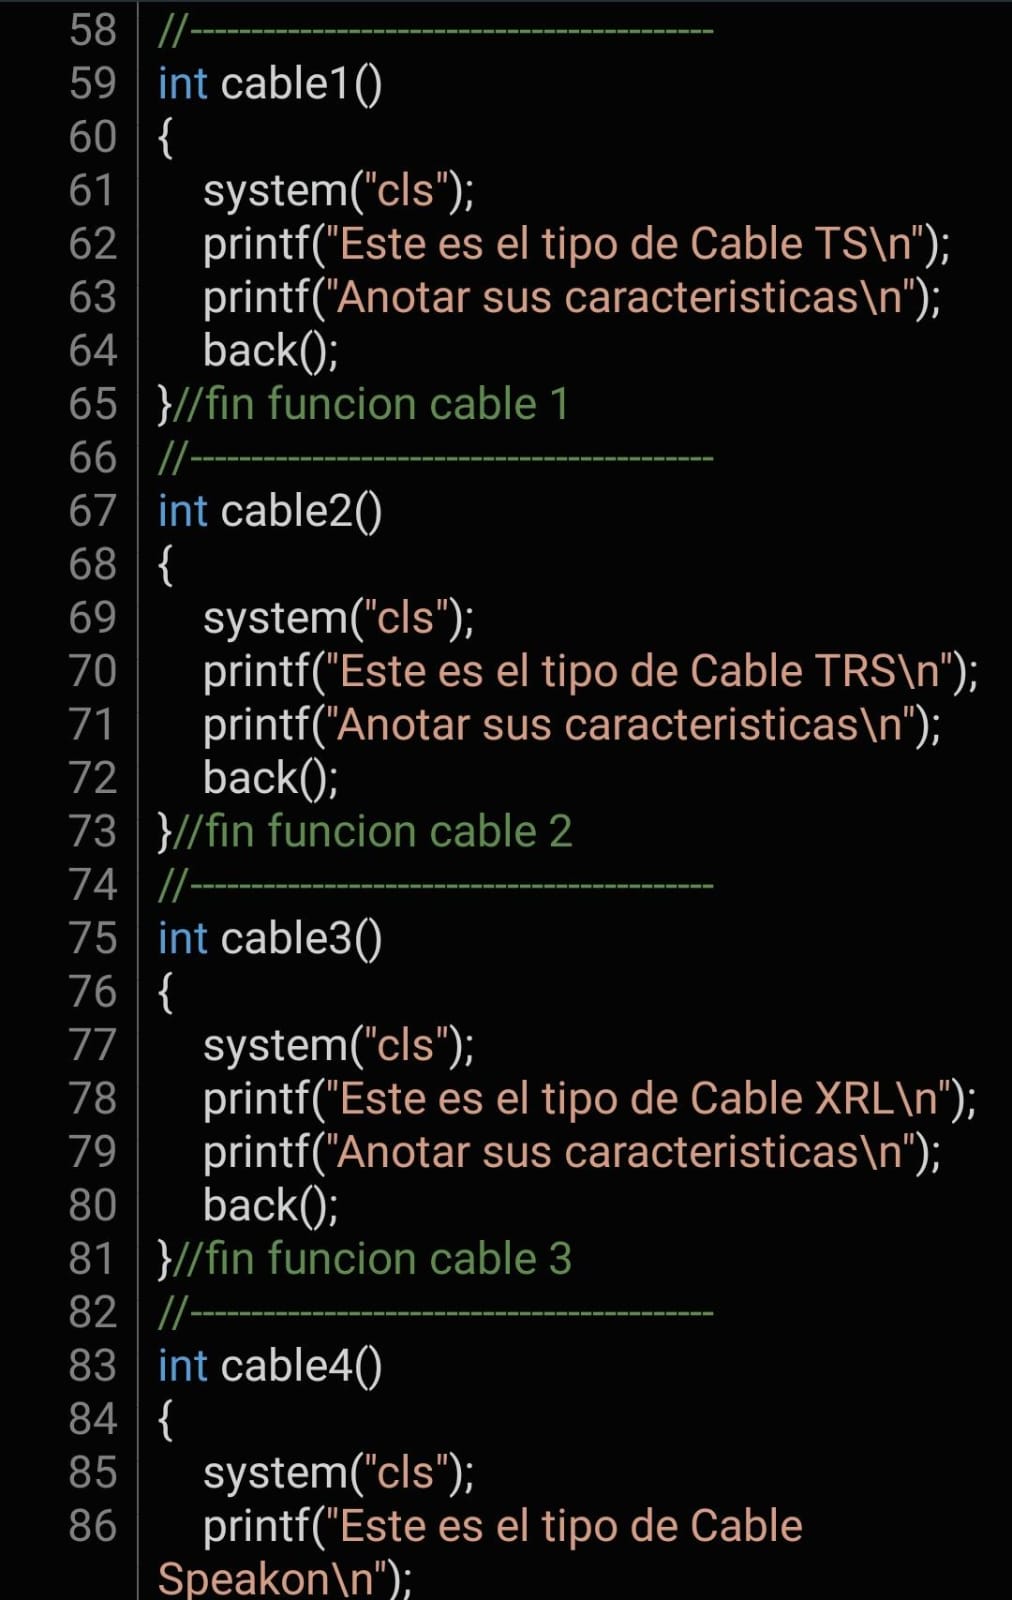 58 //-------------------------------------------
59 int cable1()
60 {
61 system("cls");
62 printf("Este es el tipo de Cable TS\n");
63 printf("Anotar sus caracteristicas\n");
64 back();
65 }//fin funcion cable 1
66 //-------------------------------------------
67 int cable2()
68 {
69 system("cls");
70 printf("Este es el tipo de Cable TRS\n");
71 printf("Anotar sus caracteristicas\n");
72 back();
73 }//fin funcion cable 2
74 //-------------------------------------------
75 int cable3()
76 {
77 system("cls");
78 printf("Este es el tipo de Cable XRL\n");
79 printf("Anotar sus caracteristicas\n");
80 back();
81 }//fin funcion cable 3
82 //-------------------------------------------
83 int cable4()
84 {
85 system("cls");
86 printf("Este es el tipo de Cable
Speakon\n");